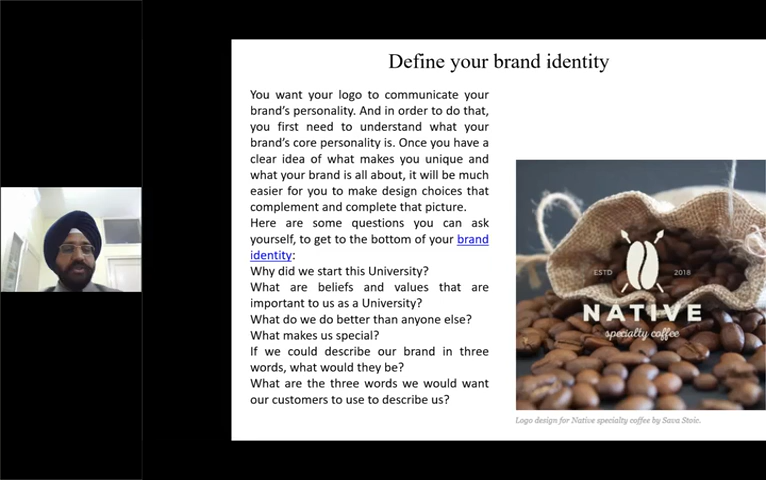 Define your brand identity
You want your logo to communicate your
brand's personality. And in order to do that,
you first need to understand what your
brand's core personality is. Once you have a
clear idea of what makes you unique and
what your brand is all about, it will be much
easier for you to make design choices that
complement and complete that picture.
Here are some questions you can ask
yourself, to get to the bottom of your brand
identity:
Why did we start this University?
What are beliefs and values that are
important to us as a University?
What do we do better than anyone else?
What makes us special?
If we could describe our brand in three
words, what would they be?
What are the three words we would want
our customers to use to describe us?
ESTD 2018
NATIVE
specialty coffee
Logo design for Native specialty coffee by Sava Stoic.